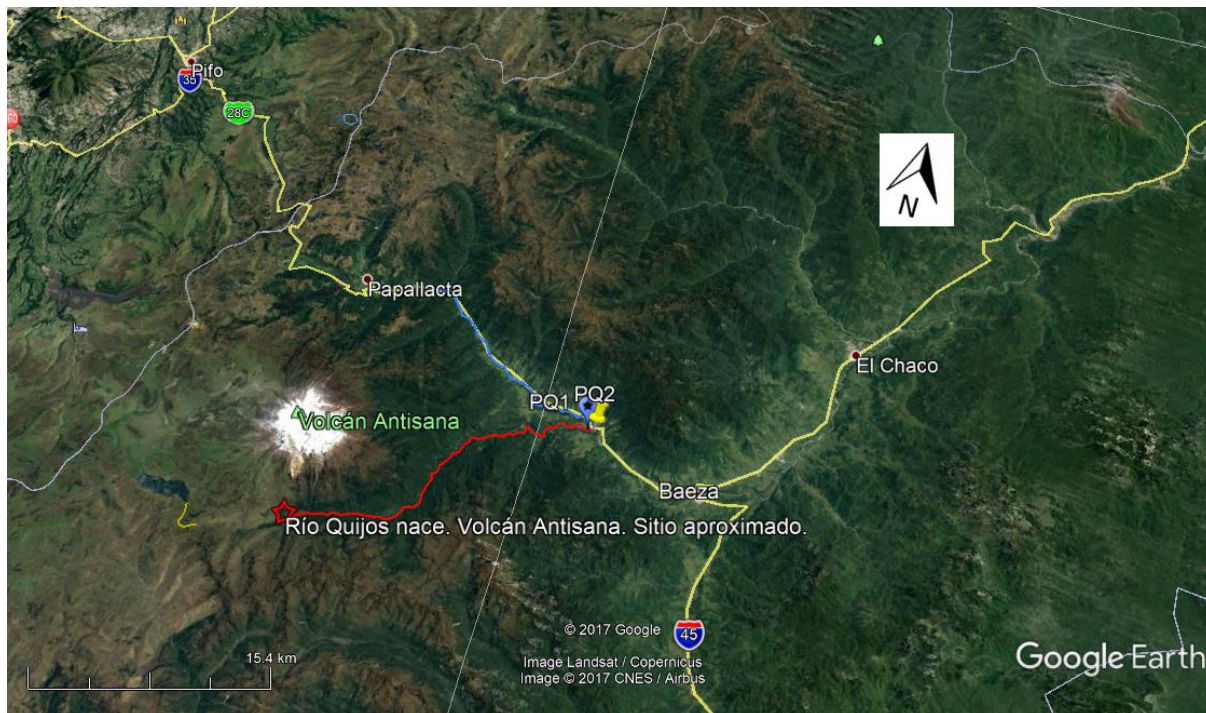 Pifo
35
28C
60
N
Papallacta
El Chaco
PQ1
PQ2
Volcán Antisana
Baeza
Río Quijos nace. Volcán Antisana. Sitio aproximado.
45
© 2017 Google
15.4 km
Image Landsat / Copernicus
Image © 2017 CNES / Airbus
Google Earth